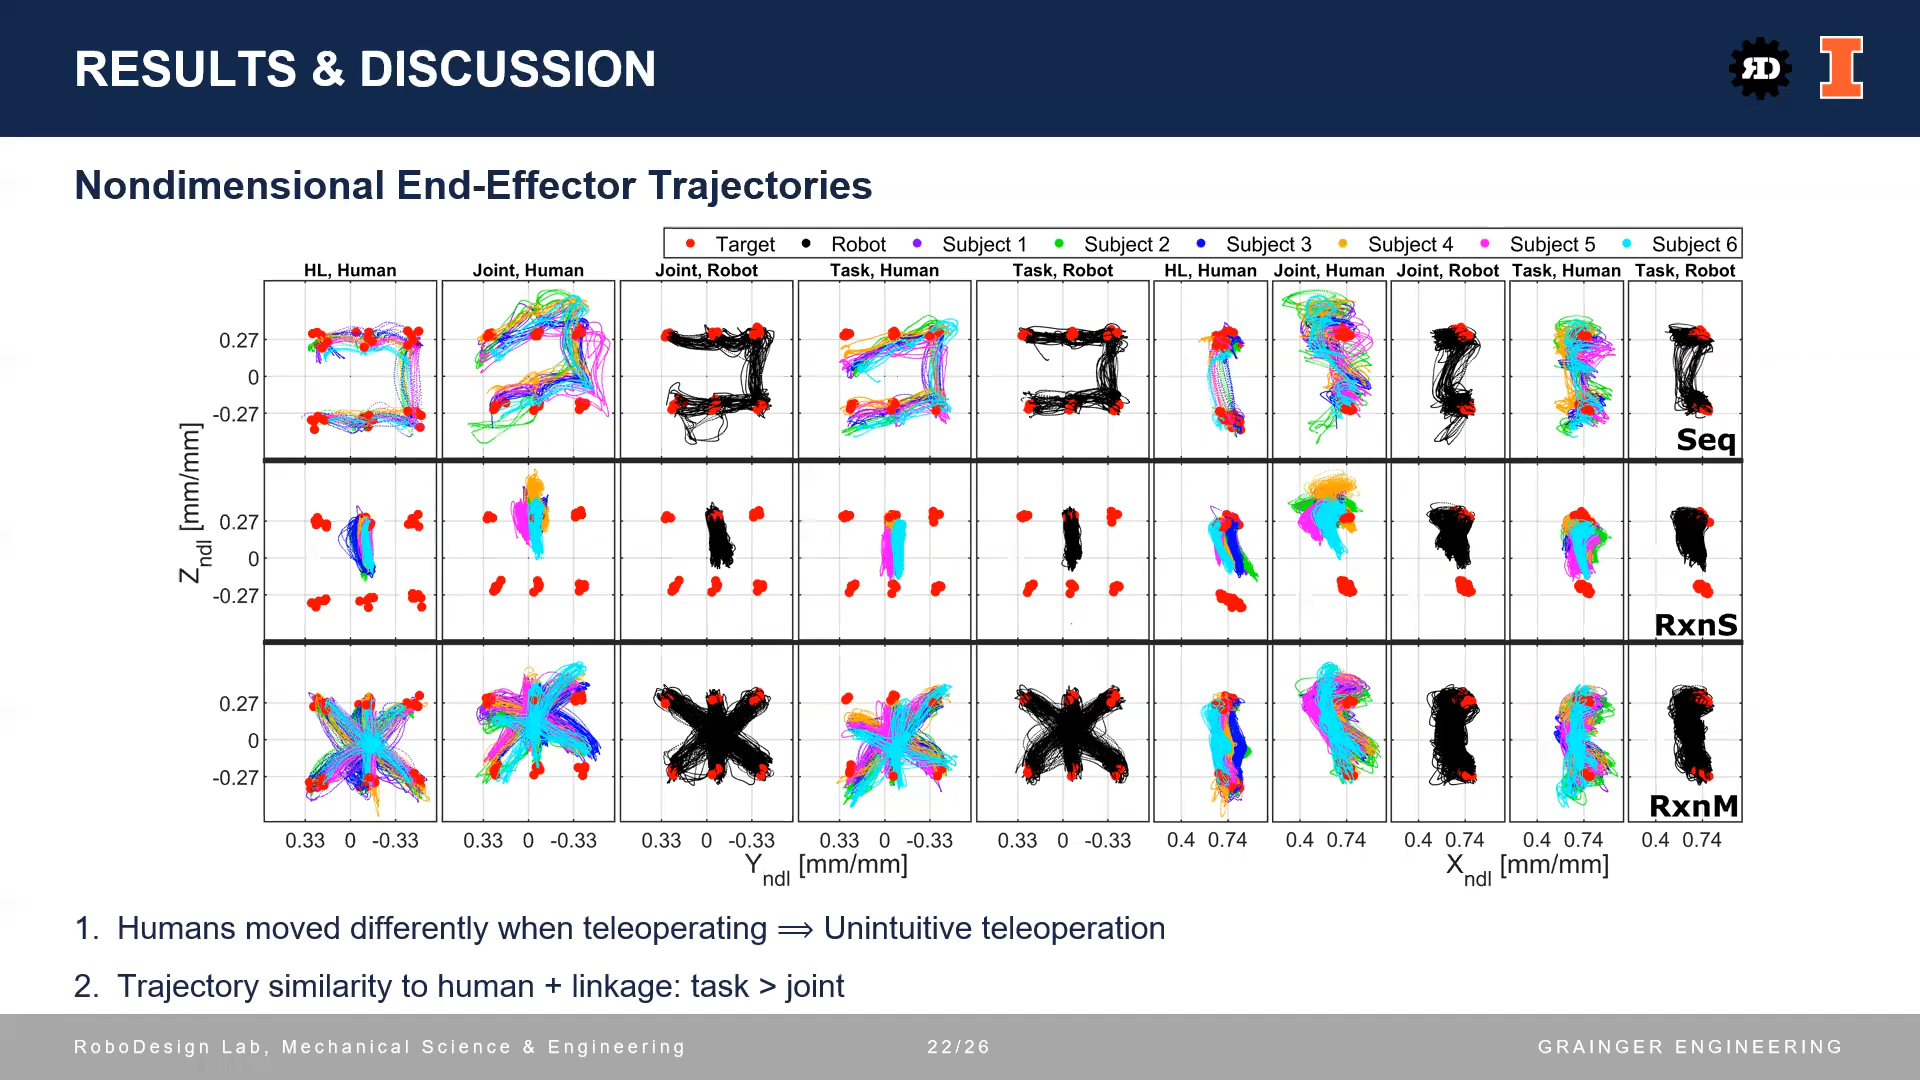 RESULTS & DISCUSSION
RD
Nondimensional End-Effector Trajectories
Target Robot Subject 1 Subject 2 Subject 3 Subject 4 Subject 5 Subject 6
HL, Human Joint, Human Joint, Robot Task, Human Task, Robot HL, Human Joint, Human Joint, Robot Task, Human Task, Robot
0.27
0
-0.27
Seq
Zndl [mm/mm]
0.27
0
-0.27
RxnS
0.27
0
-0.27
RxnM
0.33 0 -0.33 0.33 0 -0.33 0.33 0 -0.33 0.33 0 -0.33 0.33 0 -0.33 0.4 0.74 0.4 0.74 0.4 0.74 0.4 0.74 0.4 0.74
Yndl [mm/mm] Xndl [mm/mm]
1. Humans moved differently when teleoperating ⟹ Unintuitive teleoperation
2. Trajectory similarity to human + linkage: task > joint
RoboDesign Lab, Mechanical Science & Engineering 22/26 GRAINGER ENGINEERING